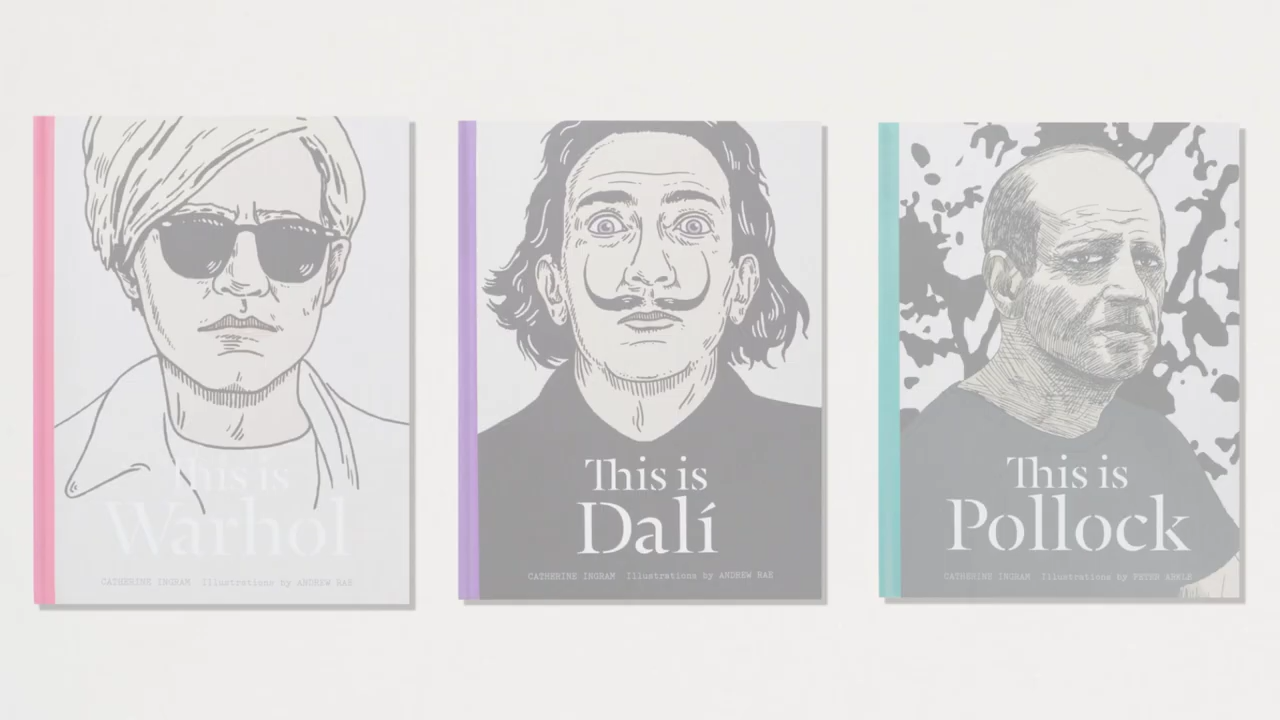 This is
Warhol
CATHERINE INGRAM Illustrations by ANDREW RAE
This is
Dalí
CATHERINE INGRAM Illustrations by ANDREW RAE
This is
Pollock
CATHERINE INGRAM Illustrations by PETER ARKLE